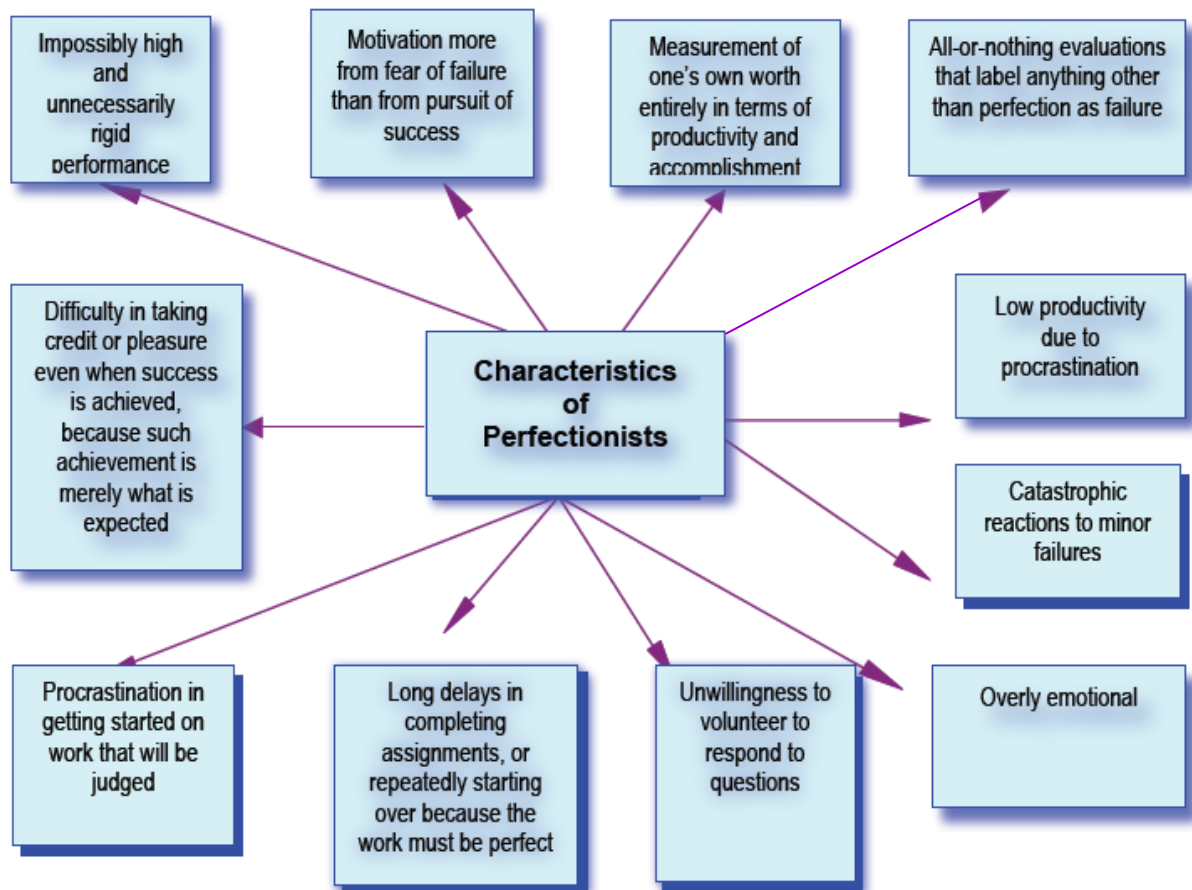 Impossibly high
and
unnecessarily
rigid
performance
Motivation more
from fear of failure
than from pursuit of
success
Measurement of
one's own worth
entirely in terms of
productivity and
accomplishment
All-or-nothing evaluations
that label anything other
than perfection as failure
Difficulty in taking
credit or pleasure
even when success
is achieved,
because such
achievement is
merely what is
expected
Characteristics
of
Perfectionists
Low productivity
due to
procrastination
Catastrophic
reactions to minor
failures
Procrastination in
getting started on
work that will be
judged
Long delays in
completing
assignments, or
repeatedly starting
over because the
work must be perfect
Unwillingness to
volunteer to
respond to
questions
Overly emotional